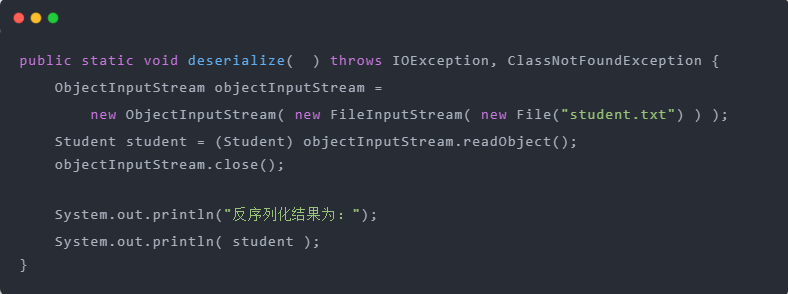 public static void deserialize(  ) throws IOException, ClassNotFoundException {
    ObjectInputStream objectInputStream =
        new ObjectInputStream( new FileInputStream( new File("student.txt") ) );
    Student student = (Student) objectInputStream.readObject();
    objectInputStream.close();

    System.out.println("反序列化结果为：");
    System.out.println( student );
}